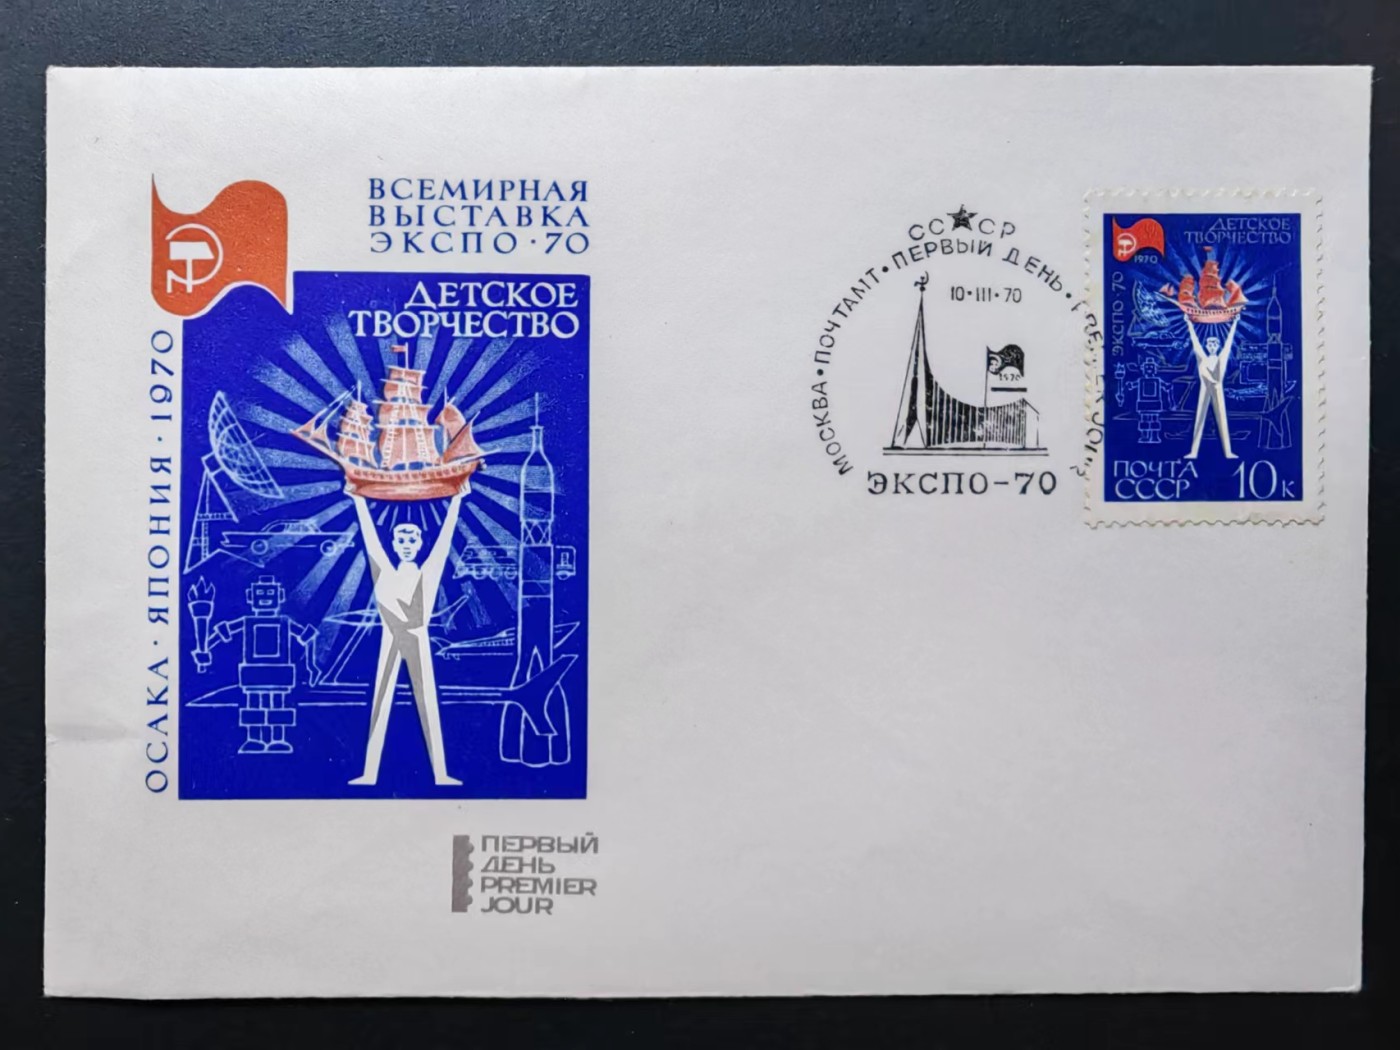 ВСЕМИРНАЯ
ВЫСТАВКА
ЭКСПО · 70
ОСАКА · ЯПОНИЯ · 1970
ДЕТСКОЕ
ТВОРЧЕСТВО
ПЕРВЫЙ
ДЕНЬ
PREMIER
JOUR
СССР
МОСКВА • ПОЧТАМТ • ПЕРВЫЙ ДЕНЬ •
10 • III • 70
1970
ЭКСПО – 70
ДЕТСКОЕ
ТВОРЧЕСТВО
1970
ЭКСПО 70
ПОЧТА
СССР
10 К